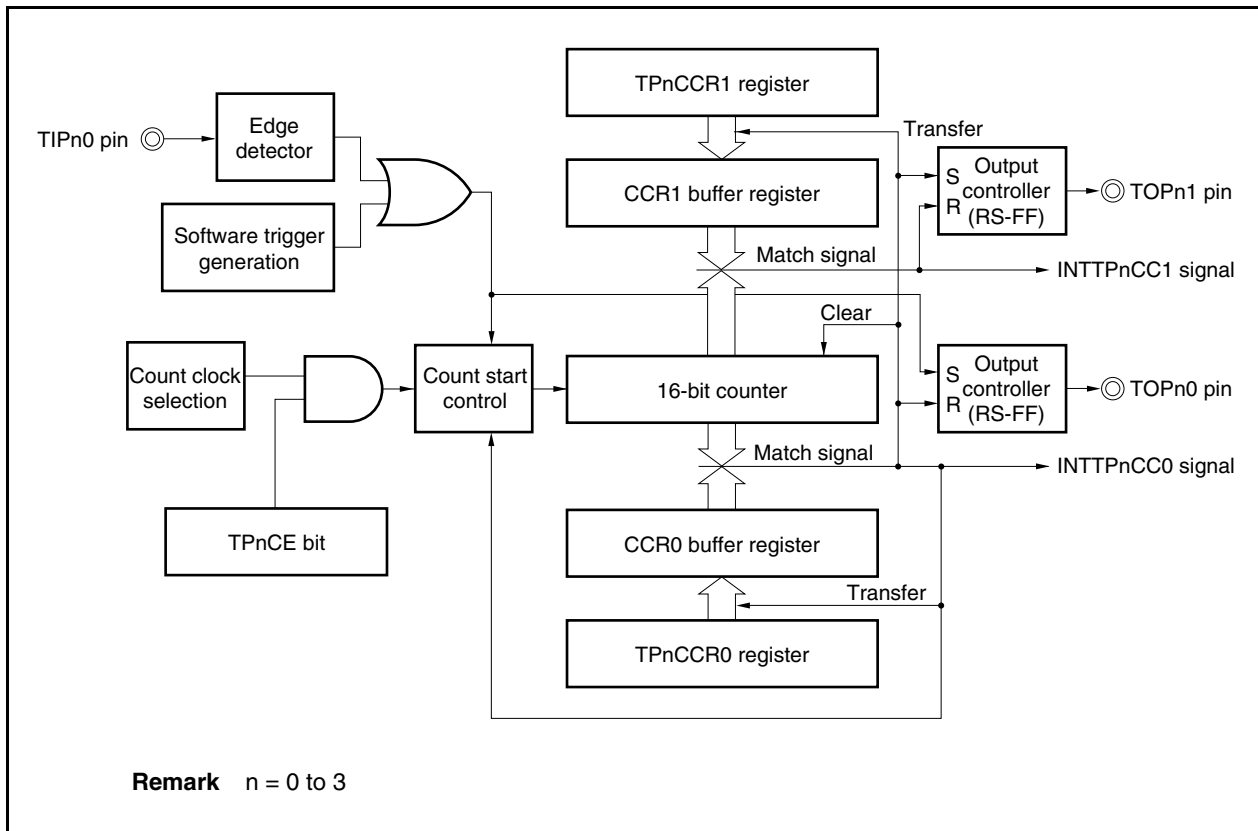 TPnCCR1 register
TIPn0 pin
Edge
detector
Transfer
CCR1 buffer register
S
R
Output
controller
(RS-FF)
TOPn1 pin
Software trigger
generation
Match signal
INTTPnCC1 signal
Clear
Count clock
selection
Count start
control
16-bit counter
S
R
Output
controller
(RS-FF)
TOPn0 pin
Match signal
INTTPnCC0 signal
TPnCE bit
CCR0 buffer register
Transfer
TPnCCR0 register
Remark n = 0 to 3